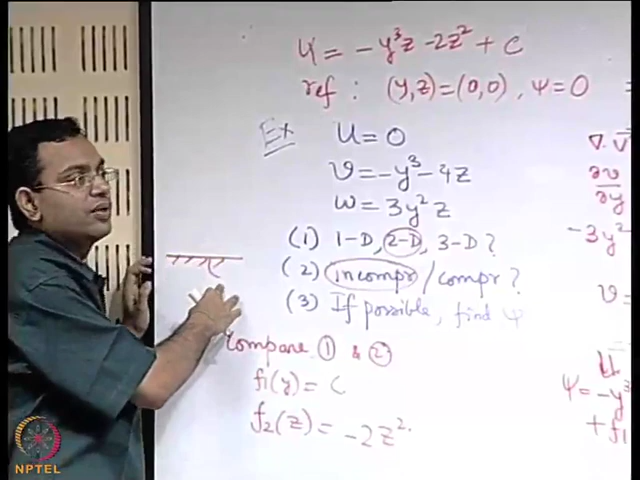 ψ = -y³z - 2z² + c
ref : (y,z)=(0,0), ψ=0
Ex u=0
v=-y³-4z
w=3y²z
(1) 1-D, 2-D, 3-D?
(2) incompr/compr?
(3) If possible, find ψ
Compare ① & ②
f₁(y) = C
f₂(z) = -2z².
∇.V
∂v
∂y
-3y²
v=
⇓
ψ=-y³
+ f₁
NPTEL